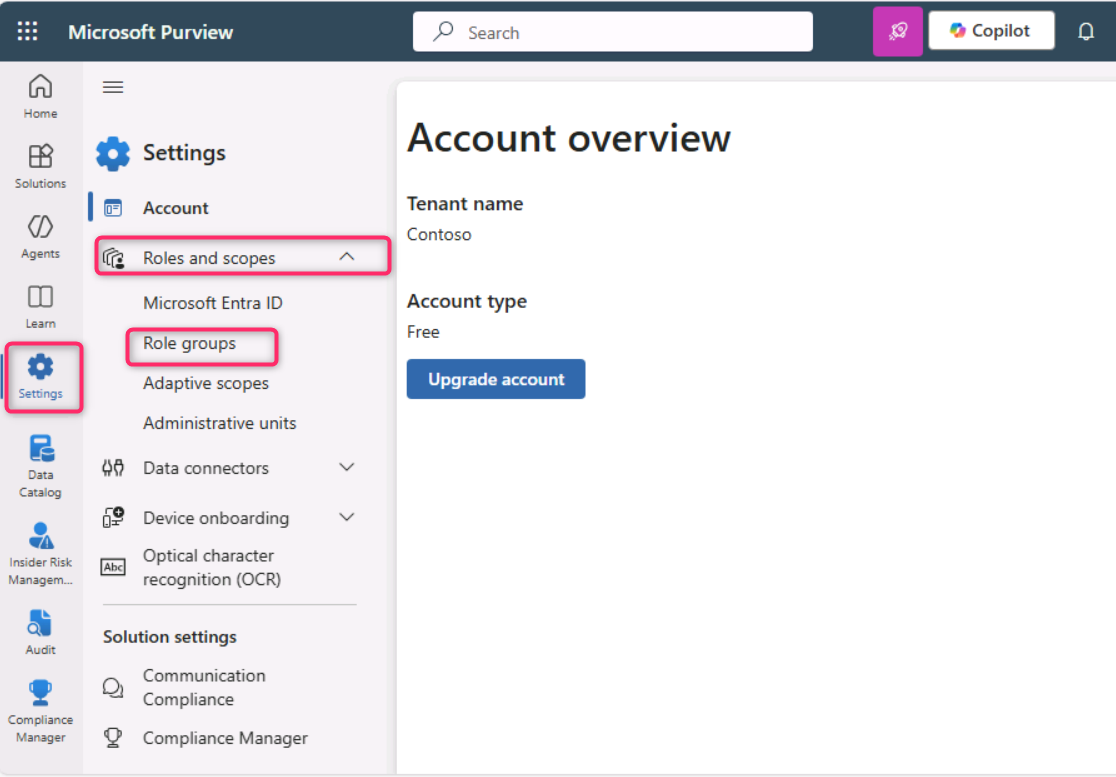 Microsoft Purview
Search
Copilot
Home
Solutions
Agents
Learn
Settings
Data
Catalog
Insider Risk
Managem...
Audit
Compliance
Manager
Settings
Account
Roles and scopes
Microsoft Entra ID
Role groups
Adaptive scopes
Administrative units
Data connectors
Device onboarding
Abc
Optical character
recognition (OCR)
Solution settings
Communication
Compliance
Compliance Manager
Account overview
Tenant name
Contoso
Account type
Free
Upgrade account